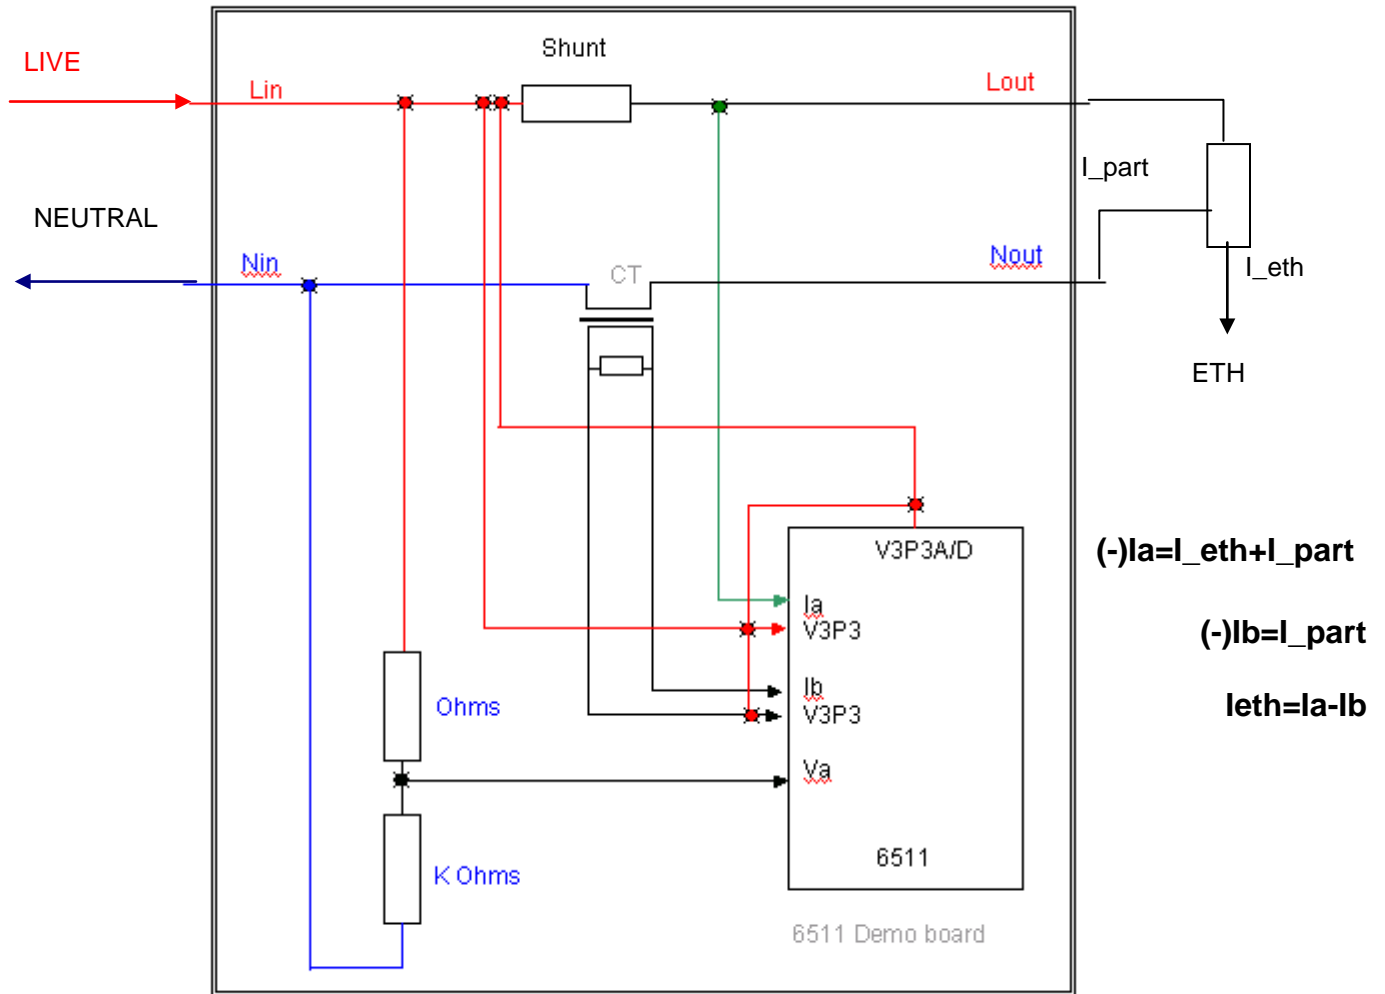 Shunt
LIVE
Lin
Lout
I_part
NEUTRAL
Nin
CT
Nout
I_eth
ETH
V3P3A/D
(-)Ia=I_eth+I_part
Ia
V3P3
(-)Ib=I_part
Ib
V3P3
Ohms
Ieth=Ia-Ib
Va
6511
K Ohms
6511 Demo board